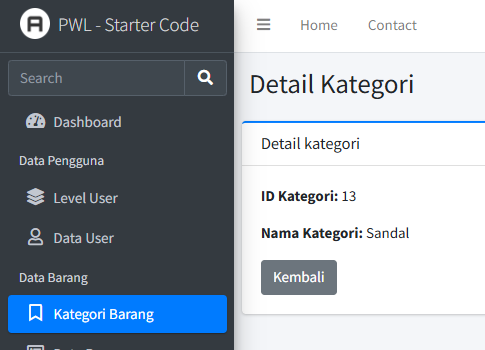 PWL - Starter Code
Search
Dashboard
Data Pengguna
Level User
Data User
Data Barang
Kategori Barang
Home
Contact
Detail Kategori
Detail kategori
ID Kategori: 13
Nama Kategori: Sandal
Kembali